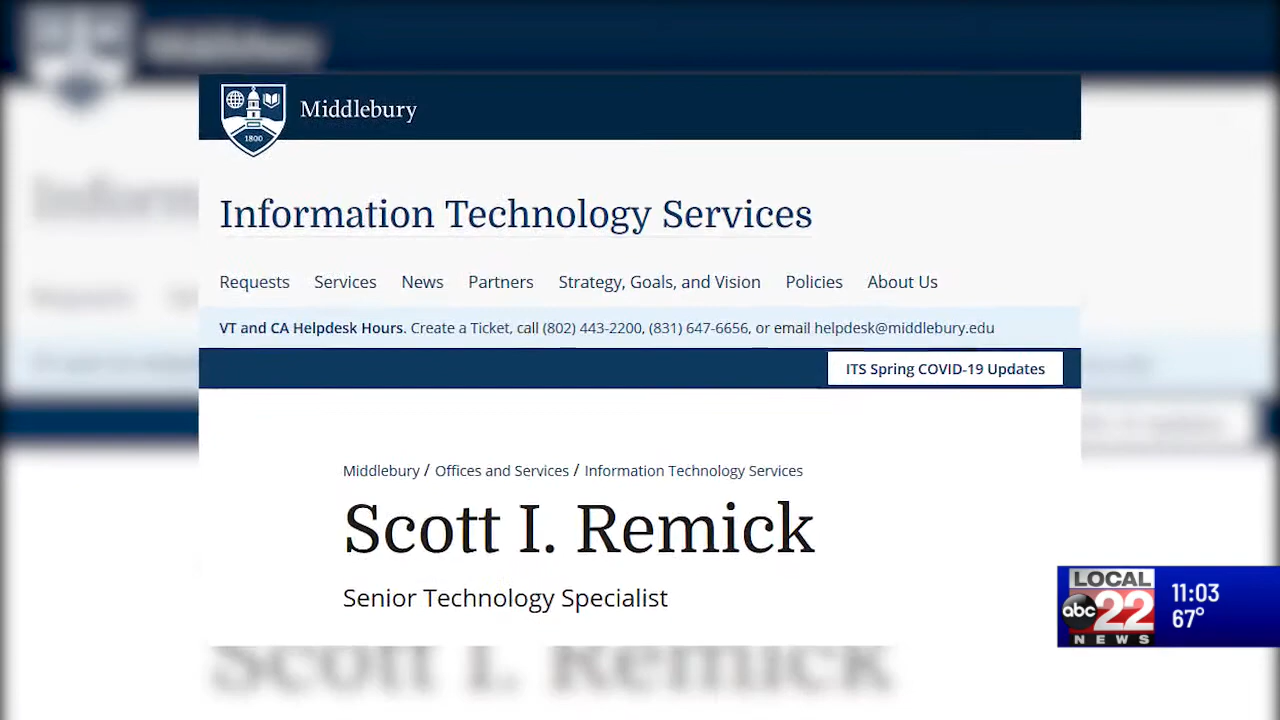 Middlebury
1800
Information Technology Services
Requests Services News Partners Strategy, Goals, and Vision Policies About Us
VT and CA Helpdesk Hours. Create a Ticket, call (802) 443-2200, (831) 647-6656, or email helpdesk@middlebury.edu
ITS Spring COVID-19 Updates
Middlebury / Offices and Services / Information Technology Services
Scott I. Remick
Senior Technology Specialist
LOCAL
abc 22
NEWS
11:03
67°
Scott I. Remick